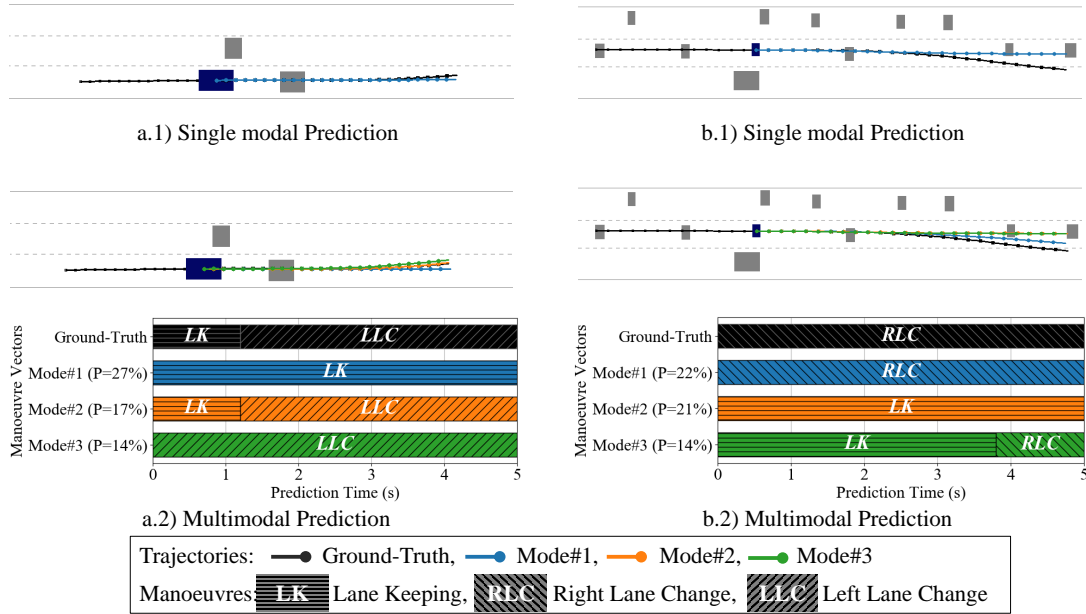 a.1) Single modal Prediction
b.1) Single modal Prediction
Manoeuvre Vectors
Ground-Truth
LK
LLC
Mode#1 (P=27%)
LK
Mode#2 (P=17%)
LK
LLC
Mode#3 (P=14%)
LLC
0 1 2 3 4 5
Prediction Time (s)
a.2) Multimodal Prediction
Manoeuvre Vectors
Ground-Truth
RLC
Mode#1 (P=22%)
RLC
Mode#2 (P=21%)
LK
Mode#3 (P=14%)
LK
RLC
0 1 2 3 4 5
Prediction Time (s)
b.2) Multimodal Prediction
Trajectories: Ground-Truth, Mode#1, Mode#2, Mode#3
Manoeuvres: LK Lane Keeping, RLC Right Lane Change, LLC Left Lane Change